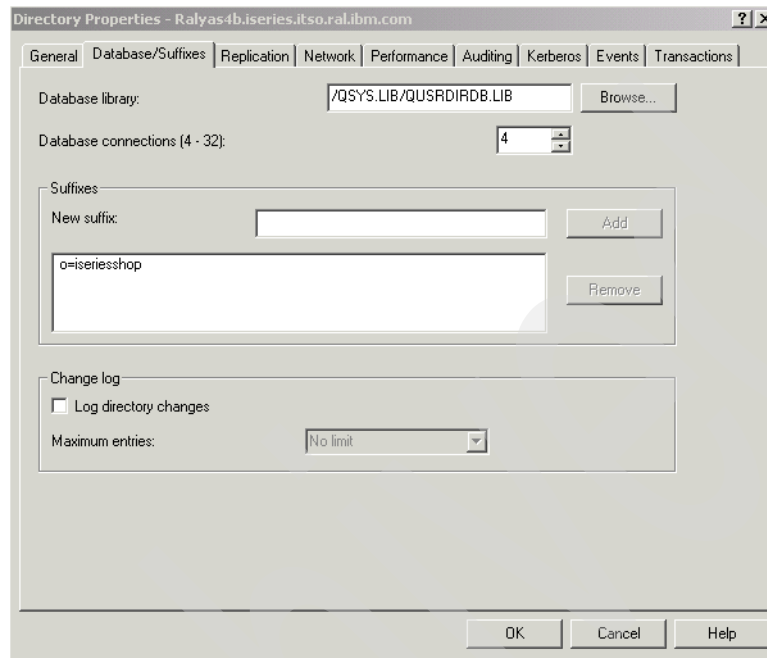 Directory Properties - Ralyas4b.iseries.itso.ral.ibm.com
General Database/Suffixes Replication Network Performance Auditing Kerberos Events Transactions
Database library: /QSYS.LIB/QUSRDIRDB.LIB Browse...
Database connections (4 - 32): 4
Suffixes
New suffix: Add
o=iseriesshop
Remove
Change log
Log directory changes
Maximum entries: No limit
OK Cancel Help